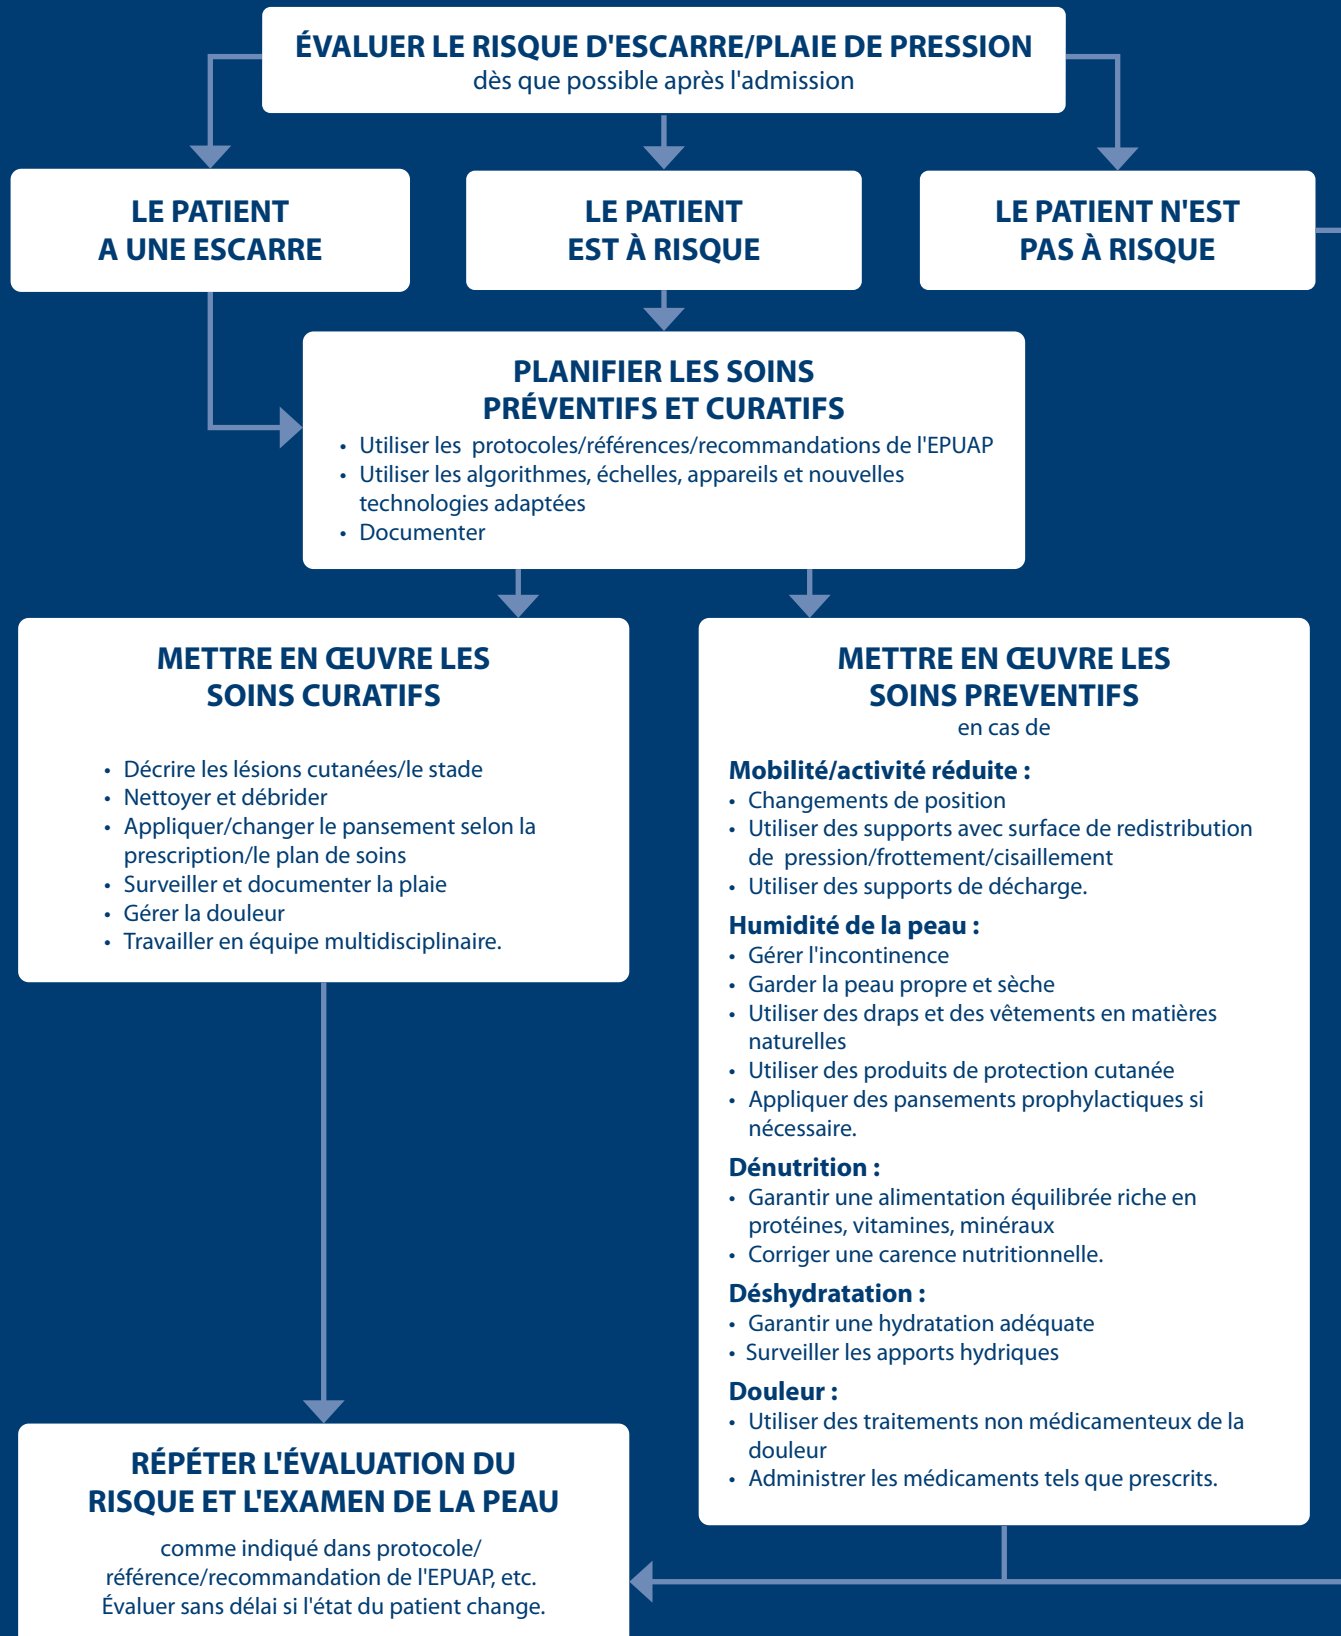 ÉVALUER LE RISQUE D'ESCARRE/PLAIE DE PRESSION
dès que possible après l'admission
LE PATIENT
A UNE ESCARRE
LE PATIENT
EST À RISQUE
LE PATIENT N'EST
PAS À RISQUE
PLANIFIER LES SOINS
PRÉVENTIFS ET CURATIFS
• Utiliser les protocoles/références/recommandations de l'EPUAP
• Utiliser les algorithmes, échelles, appareils et nouvelles
technologies adaptées
• Documenter
METTRE EN ŒUVRE LES
SOINS CURATIFS
• Décrire les lésions cutanées/le stade
• Nettoyer et débrider
• Appliquer/changer le pansement selon la
prescription/le plan de soins
• Surveiller et documenter la plaie
• Gérer la douleur
• Travailler en équipe multidisciplinaire.
METTRE EN ŒUVRE LES
SOINS PREVENTIFS
en cas de
Mobilité/activité réduite :
• Changements de position
• Utiliser des supports avec surface de redistribution
de pression/frottement/cisaillement
• Utiliser des supports de décharge.
Humidité de la peau :
• Gérer l'incontinence
• Garder la peau propre et sèche
• Utiliser des draps et des vêtements en matières
naturelles
• Utiliser des produits de protection cutanée
• Appliquer des pansements prophylactiques si
nécessaire.
Dénutrition :
• Garantir une alimentation équilibrée riche en
protéines, vitamines, minéraux
• Corriger une carence nutritionnelle.
Déshydratation :
• Garantir une hydratation adéquate
• Surveiller les apports hydriques
Douleur :
• Utiliser des traitements non médicamenteux de la
douleur
• Administrer les médicaments tels que prescrits.
RÉPÉTER L'ÉVALUATION DU
RISQUE ET L'EXAMEN DE LA PEAU
comme indiqué dans protocole/
référence/recommandation de l'EPUAP, etc.
Évaluer sans délai si l'état du patient change.